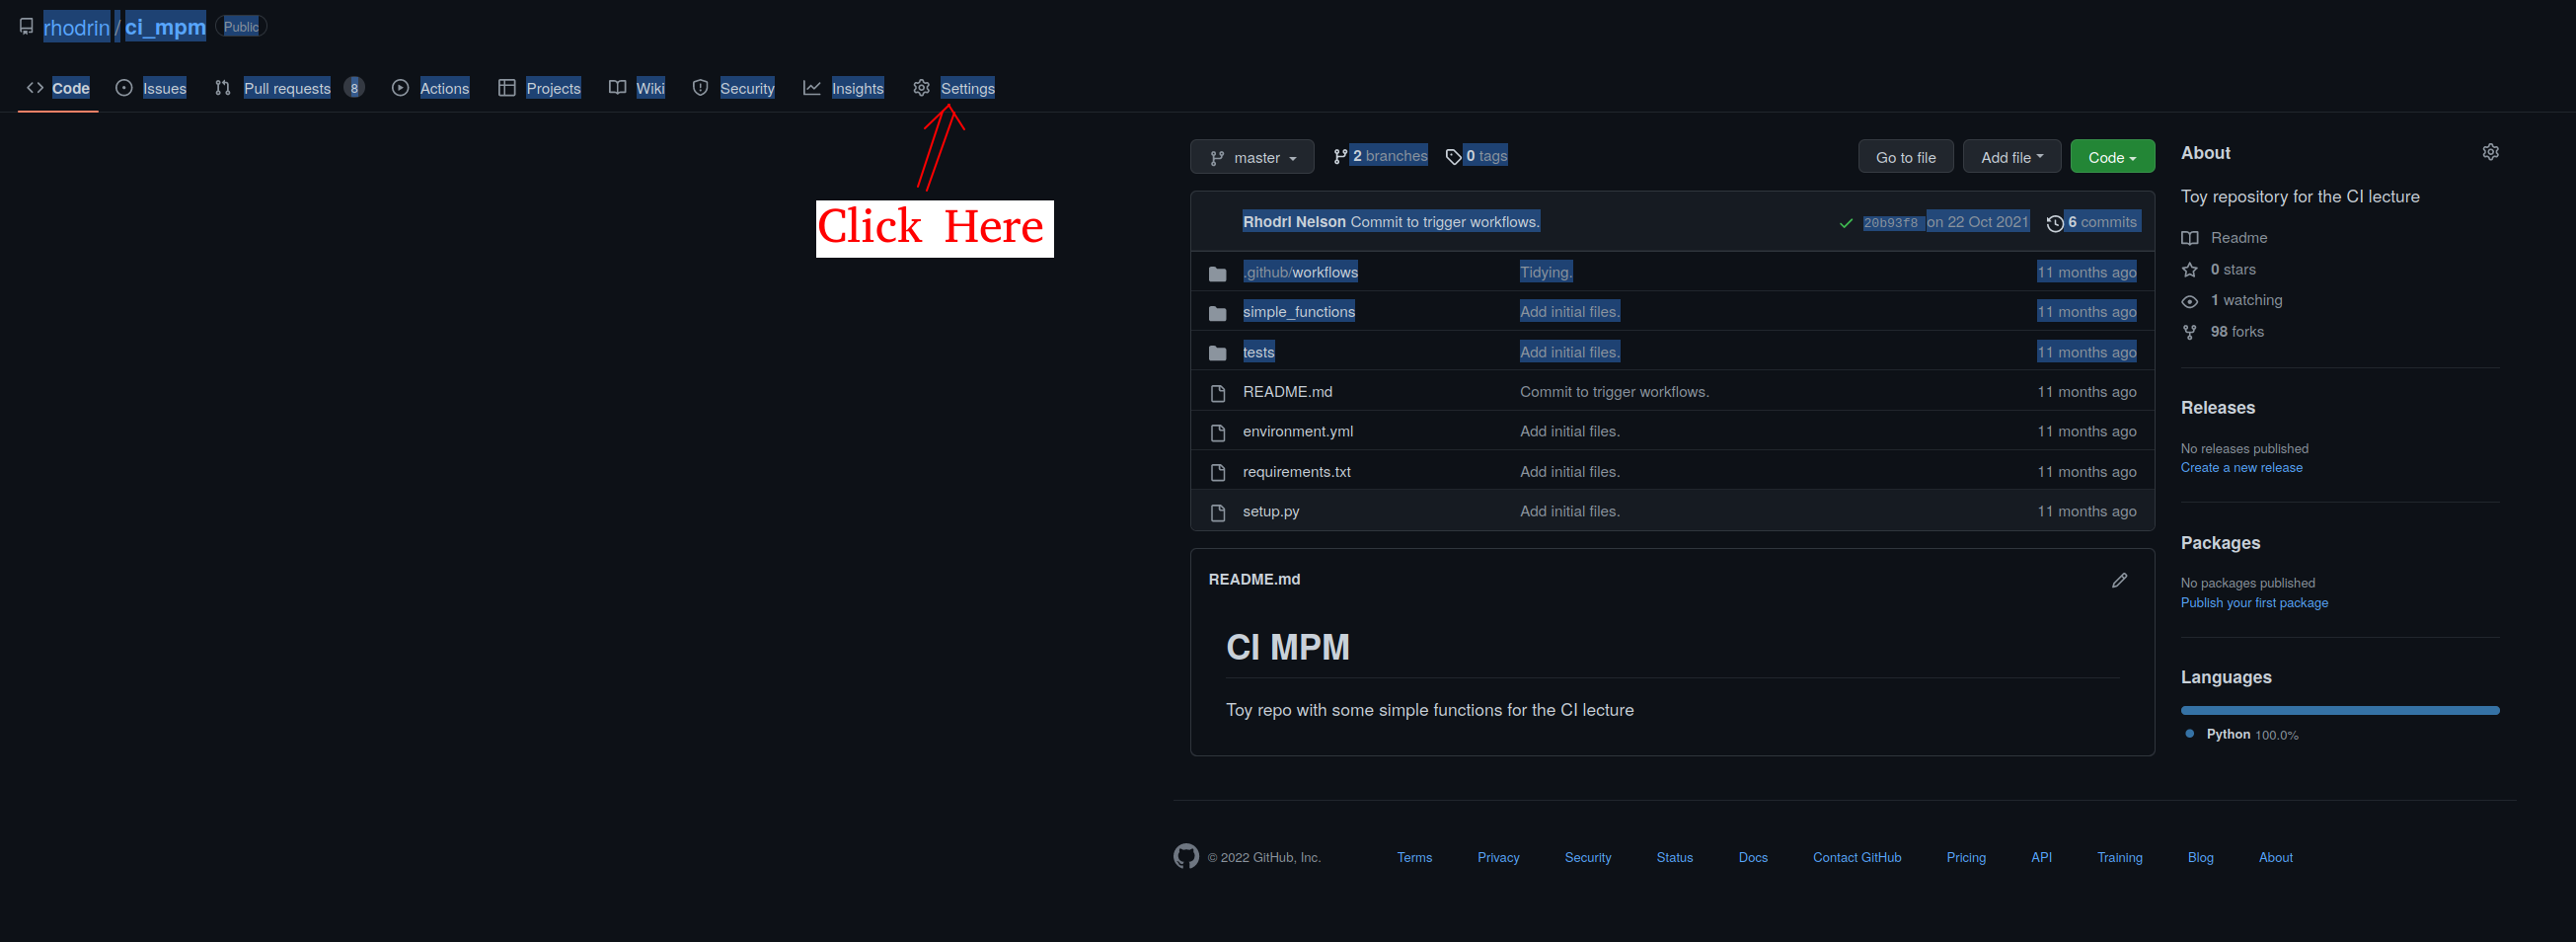 rhodrin / ci_mpm Public
Code Issues Pull requests 8 Actions Projects Wiki Security Insights Settings
Click Here
master 2 branches 0 tags Go to file Add file Code
Rhodri Nelson Commit to trigger workflows. 20b93f8 on 22 Oct 2021 6 commits
.github/workflows Tidying. 11 months ago
simple_functions Add initial files. 11 months ago
tests Add initial files. 11 months ago
README.md Commit to trigger workflows. 11 months ago
environment.yml Add initial files. 11 months ago
requirements.txt Add initial files. 11 months ago
setup.py Add initial files. 11 months ago
README.md
CI MPM
Toy repo with some simple functions for the CI lecture
About
Toy repository for the CI lecture
Readme
0 stars
1 watching
98 forks
Releases
No releases published
Create a new release
Packages
No packages published
Publish your first package
Languages
Python 100.0%
© 2022 GitHub, Inc. Terms Privacy Security Status Docs Contact GitHub Pricing API Training Blog About